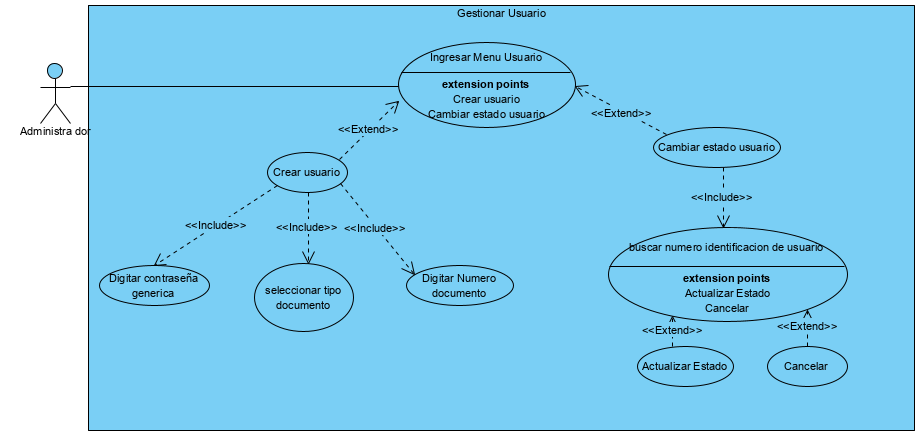 Gestionar Usuario
Ingresar Menu Usuario
extension points
Crear usuario
Cambiar estado usuario
Administra dor
<<Extend>>
<<Extend>>
Crear usuario
Cambiar estado usuario
<<Include>>
<<Include>>
<<Include>>
<<Include>>
Digitar contraseña
generica
seleccionar tipo
documento
Digitar Numero
documento
buscar numero identificacion de usuario
extension points
Actualizar Estado
Cancelar
<<Extend>>
<<Extend>>
Actualizar Estado
Cancelar